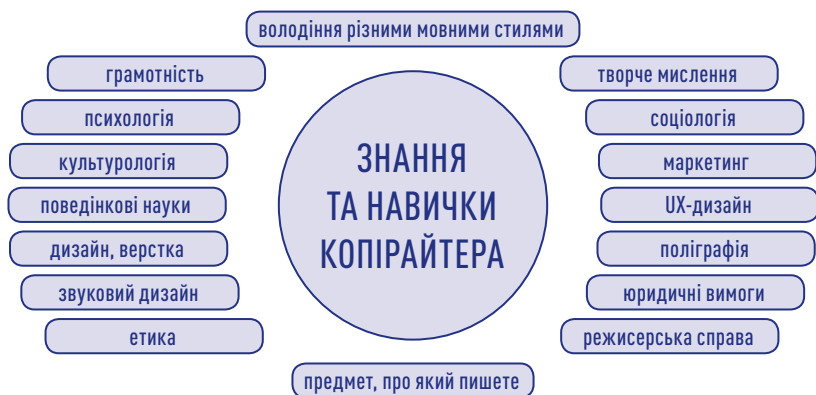 володіння різними мовними стилями
грамотність
творче мислення
психологія
соціологія
культурологія
маркетинг
поведінкові науки
UX-дизайн
дизайн, верстка
поліграфія
звуковий дизайн
юридичні вимоги
етика
режисерська справа
ЗНАННЯ
ТА НАВИЧКИ
КОПІРАЙТЕРА
предмет, про який пишете